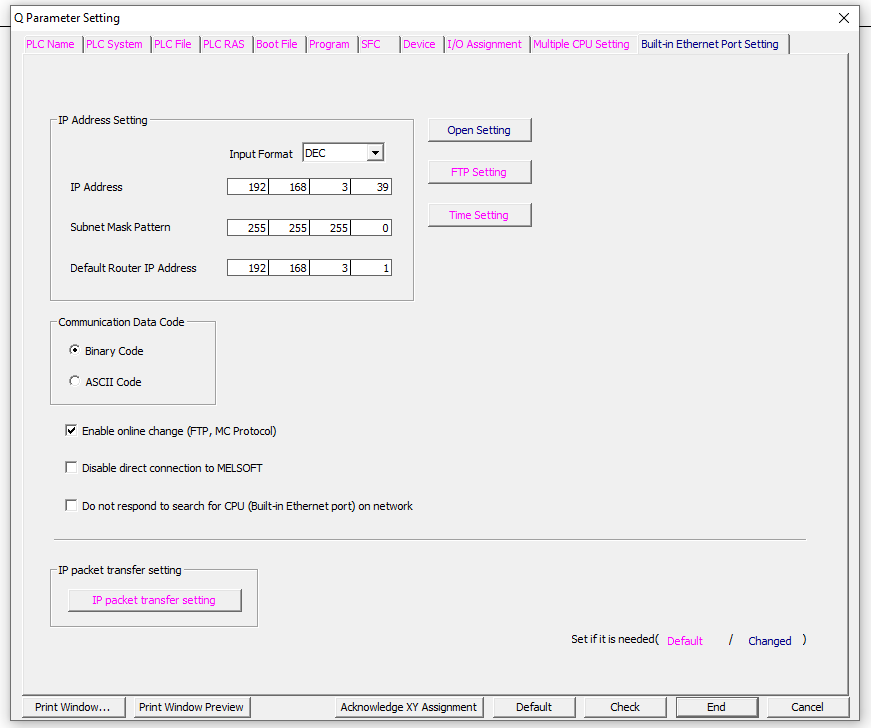 Q Parameter Setting
PLC Name PLC System PLC File PLC RAS Boot File Program SFC Device I/O Assignment Multiple CPU Setting Built-in Ethernet Port Setting
IP Address Setting
Input Format DEC
IP Address 192 168 3 39
Subnet Mask Pattern 255 255 255 0
Default Router IP Address 192 168 3 1
Open Setting
FTP Setting
Time Setting
Communication Data Code
Binary Code
ASCII Code
Enable online change (FTP, MC Protocol)
Disable direct connection to MELSOFT
Do not respond to search for CPU (Built-in Ethernet port) on network
IP packet transfer setting
IP packet transfer setting
Set if it is needed( Default / Changed )
Print Window... Print Window Preview Acknowledge XY Assignment Default Check End Cancel